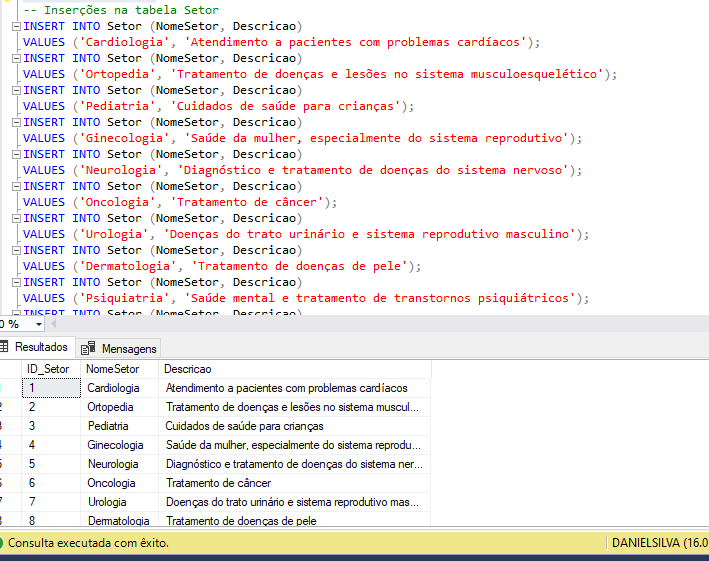 -- Inserções na tabela Setor
INSERT INTO Setor (NomeSetor, Descricao)
VALUES ('Cardiologia', 'Atendimento a pacientes com problemas cardíacos');
INSERT INTO Setor (NomeSetor, Descricao)
VALUES ('Ortopedia', 'Tratamento de doenças e lesões no sistema musculoesquelético');
INSERT INTO Setor (NomeSetor, Descricao)
VALUES ('Pediatria', 'Cuidados de saúde para crianças');
INSERT INTO Setor (NomeSetor, Descricao)
VALUES ('Ginecologia', 'Saúde da mulher, especialmente do sistema reprodutivo');
INSERT INTO Setor (NomeSetor, Descricao)
VALUES ('Neurologia', 'Diagnóstico e tratamento de doenças do sistema nervoso');
INSERT INTO Setor (NomeSetor, Descricao)
VALUES ('Oncologia', 'Tratamento de câncer');
INSERT INTO Setor (NomeSetor, Descricao)
VALUES ('Urologia', 'Doenças do trato urinário e sistema reprodutivo masculino');
INSERT INTO Setor (NomeSetor, Descricao)
VALUES ('Dermatologia', 'Tratamento de doenças de pele');
INSERT INTO Setor (NomeSetor, Descricao)
VALUES ('Psiquiatria', 'Saúde mental e tratamento de transtornos psiquiátricos');
INSERT INTO Setor (NomeSetor, Descricao)
0 %
Resultados Mensagens
ID_Setor NomeSetor Descricao
1 Cardiologia Atendimento a pacientes com problemas cardíacos
2 2 Ortopedia Tratamento de doenças e lesões no sistema muscul...
3 3 Pediatria Cuidados de saúde para crianças
4 4 Ginecologia Saúde da mulher, especialmente do sistema reprodu...
5 5 Neurologia Diagnóstico e tratamento de doenças do sistema ner...
6 6 Oncologia Tratamento de câncer
7 7 Urologia Doenças do trato urinário e sistema reprodutivo mas...
8 8 Dermatologia Tratamento de doenças de pele
Consulta executada com êxito. DANIELSILVA (16.0